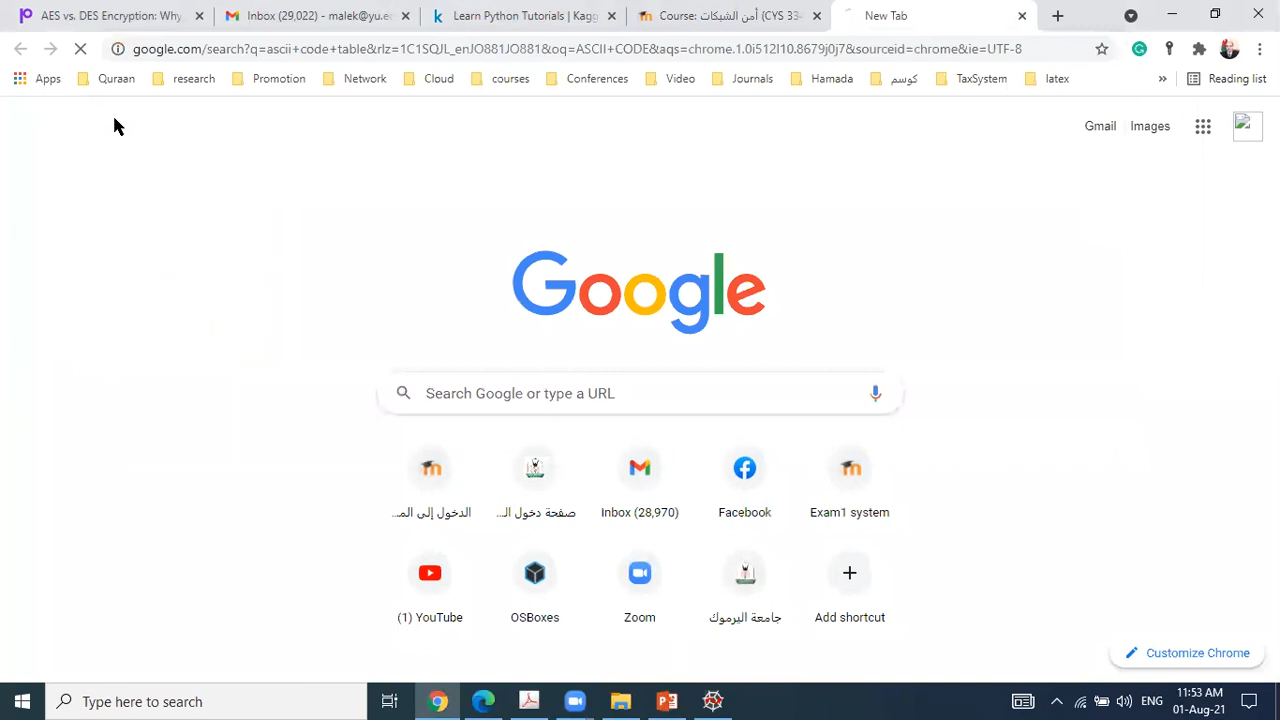 AES vs. DES Encryption: Why
Inbox (29,022) - malek@yu.e
Learn Python Tutorials | Kagg
Course: أمن الشبكات (CYS 334
New Tab
google.com/search?q=ascii+code+table&rlz=1C1SQJL_enJO881JO881&oq=ASCII+CODE&aqs=chrome.1.0i512l10.8679j0j7&sourceid=chrome&ie=UTF-8
Apps Quraan research Promotion Network Cloud courses Conferences Video Journals Hamada كوسم TaxSystem latex » Reading list
Gmail Images
Google
Search Google or type a URL
الدخول إلى الم...
صفحة دخول الـ...
Inbox (28,970)
Facebook
Exam1 system
(1) YouTube
OSBoxes
Zoom
جامعة اليرموك
Add shortcut
Customize Chrome
Type here to search
ENG
11:53 AM
01-Aug-21